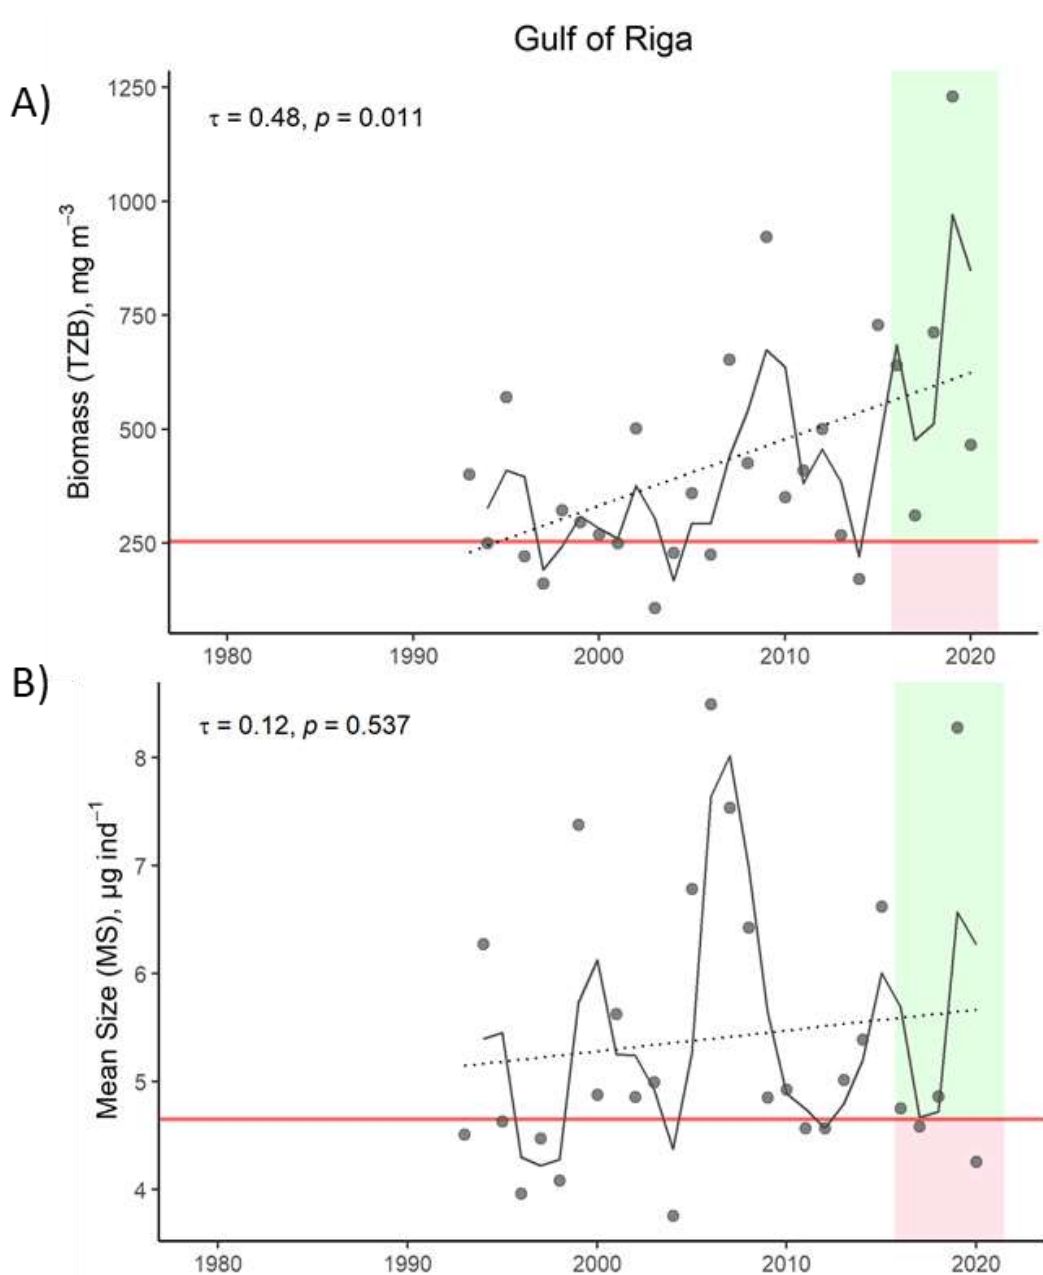 Gulf of Riga
A)
τ = 0.48, p = 0.011
Biomass (TZB), mg m⁻³
1250
1000
750
500
250
1980 1990 2000 2010 2020
B)
τ = 0.12, p = 0.537
Mean Size (MS), µg ind⁻¹
8
7
6
5
4
1980 1990 2000 2010 2020